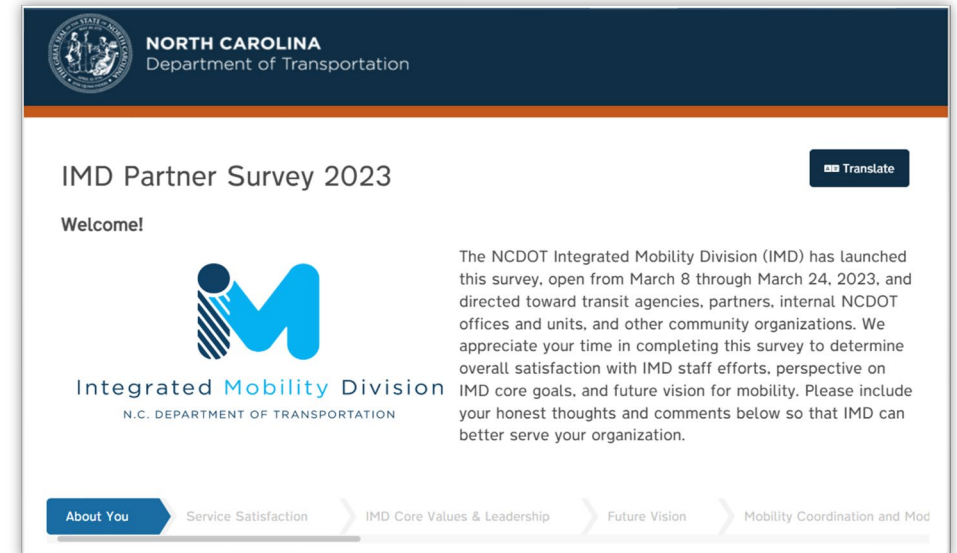 NORTH CAROLINA
Department of Transportation
IMD Partner Survey 2023
Translate
Welcome!
The NCDOT Integrated Mobility Division (IMD) has launched
this survey, open from March 8 through March 24, 2023, and
directed toward transit agencies, partners, internal NCDOT
offices and units, and other community organizations. We
appreciate your time in completing this survey to determine
overall satisfaction with IMD staff efforts, perspective on
IMD core goals, and future vision for mobility. Please include
your honest thoughts and comments below so that IMD can
better serve your organization.
iM
Integrated Mobility Division
N.C. DEPARTMENT OF TRANSPORTATION
About You
Service Satisfaction
IMD Core Values & Leadership
Future Vision
Mobility Coordination and Mod